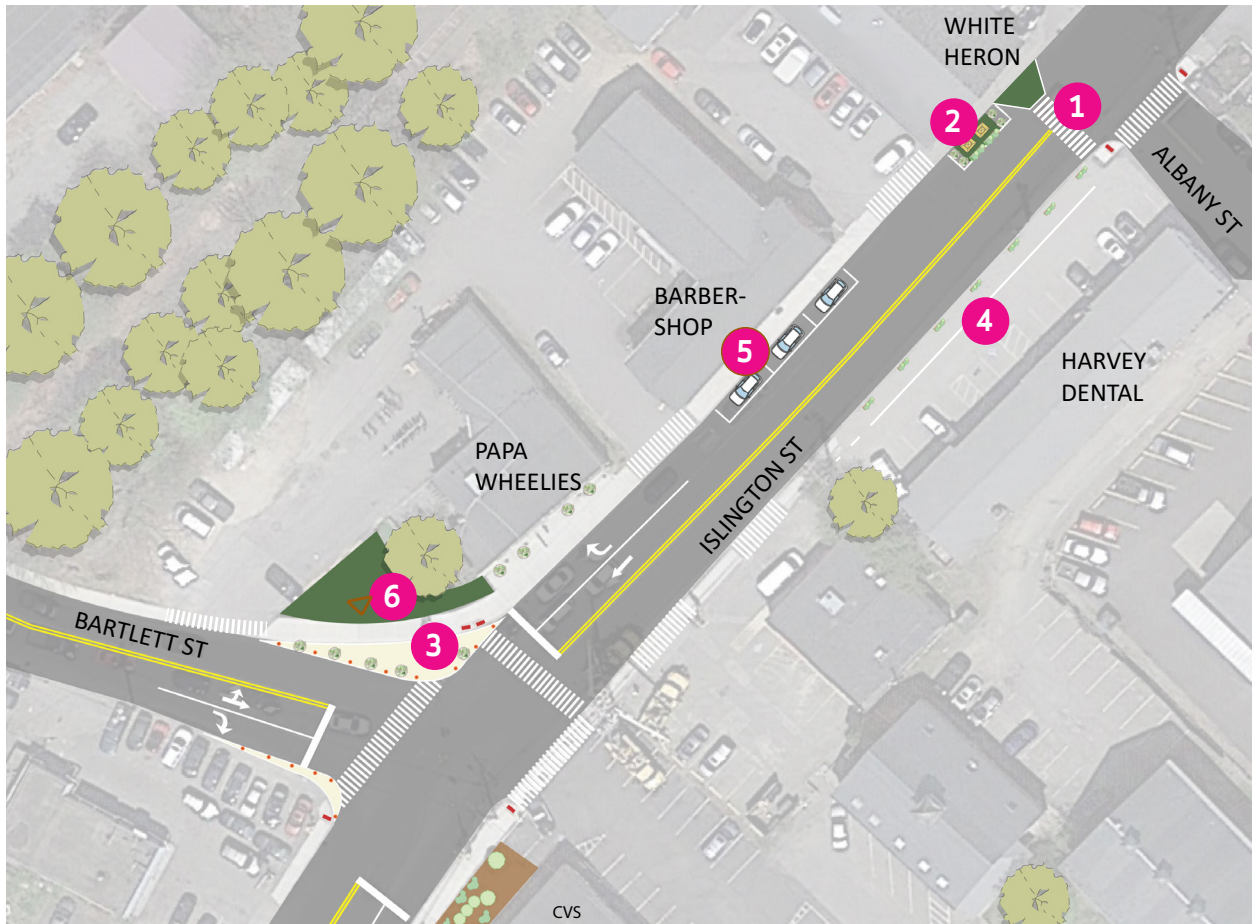 WHITE
HERON
1
2
ALBANY ST
BARBER-
SHOP
5
4
HARVEY
DENTAL
PAPA
WHEELIES
ISLINGTON ST
6
3
BARTLETT ST
CVS